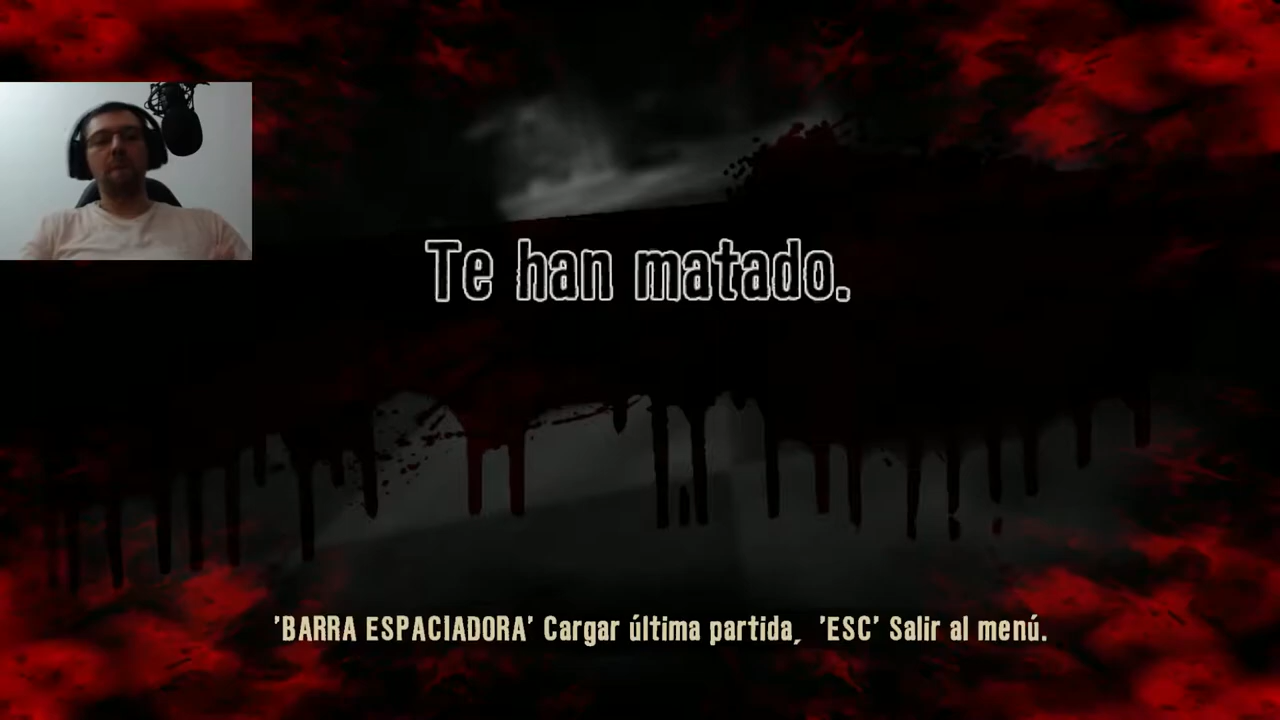 Te han matado.
'BARRA ESPACIADORA' Cargar última partida, 'ESC' Salir al menú.